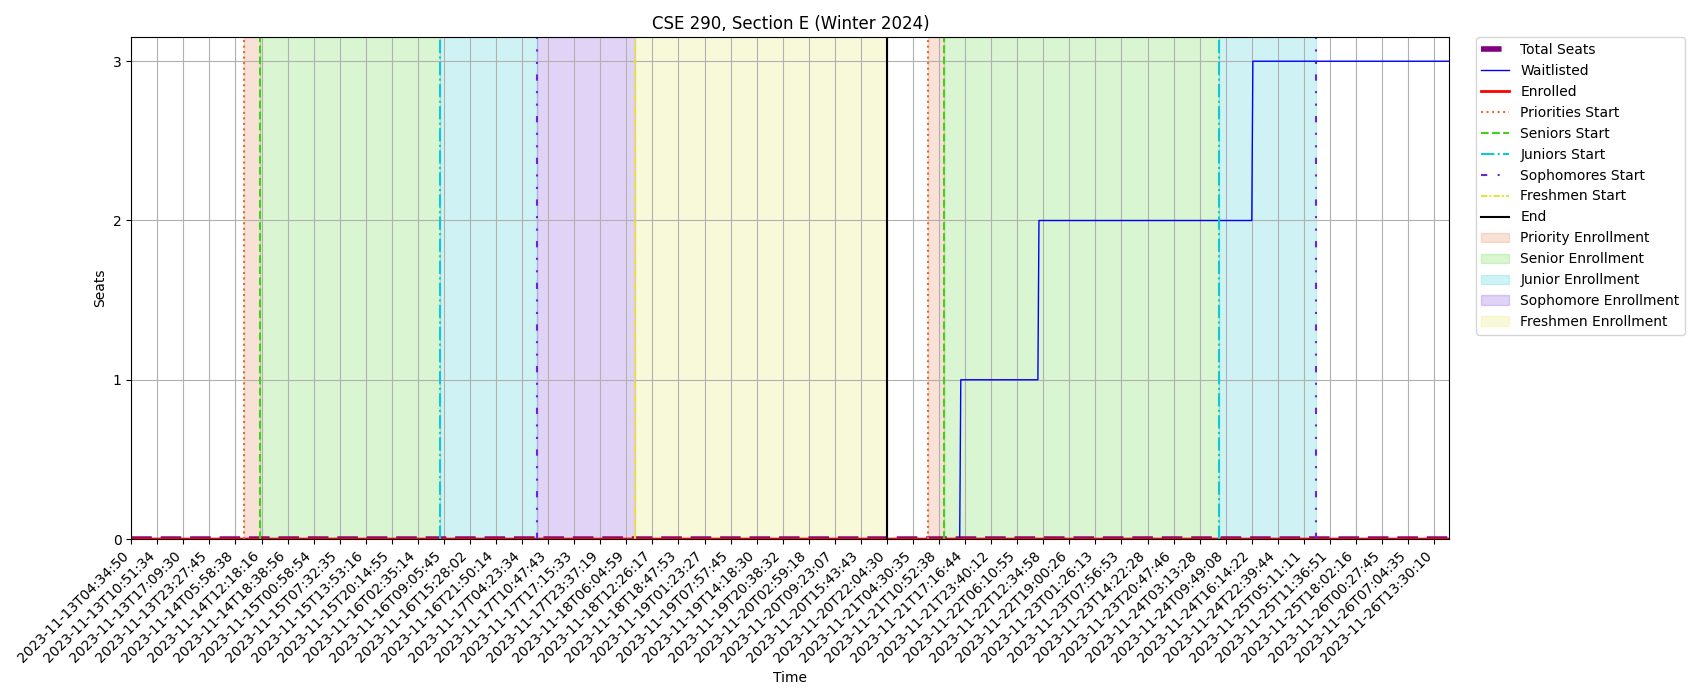 CSE 290, Section E (Winter 2024)
Seats
3
2
1
0
2023-11-13T04:34:50
2023-11-13T10:51:34
2023-11-13T17:09:30
2023-11-13T23:27:45
2023-11-14T05:58:38
2023-11-14T12:18:16
2023-11-14T18:38:56
2023-11-15T00:58:54
2023-11-15T07:32:35
2023-11-15T13:53:16
2023-11-15T20:14:55
2023-11-16T02:35:14
2023-11-16T09:05:45
2023-11-16T15:28:02
2023-11-16T21:50:14
2023-11-17T04:23:34
2023-11-17T10:47:43
2023-11-17T17:15:33
2023-11-17T23:37:19
2023-11-18T06:04:59
2023-11-18T12:26:17
2023-11-18T18:47:53
2023-11-19T01:23:27
2023-11-19T07:57:45
2023-11-19T14:18:30
2023-11-19T20:38:32
2023-11-20T02:59:18
2023-11-20T09:23:07
2023-11-20T15:43:43
2023-11-20T22:04:30
2023-11-21T04:30:35
2023-11-21T10:52:38
2023-11-21T17:16:44
2023-11-21T23:40:12
2023-11-22T06:10:55
2023-11-22T12:34:58
2023-11-22T19:00:26
2023-11-23T01:26:13
2023-11-23T07:56:53
2023-11-23T14:22:28
2023-11-23T20:47:46
2023-11-24T03:13:28
2023-11-24T09:49:08
2023-11-24T16:14:22
2023-11-24T22:39:44
2023-11-25T05:11:11
2023-11-25T11:36:51
2023-11-25T18:02:16
2023-11-26T00:27:45
2023-11-26T07:04:35
2023-11-26T13:30:10
Time
Total Seats
Waitlisted
Enrolled
Priorities Start
Seniors Start
Juniors Start
Sophomores Start
Freshmen Start
End
Priority Enrollment
Senior Enrollment
Junior Enrollment
Sophomore Enrollment
Freshmen Enrollment